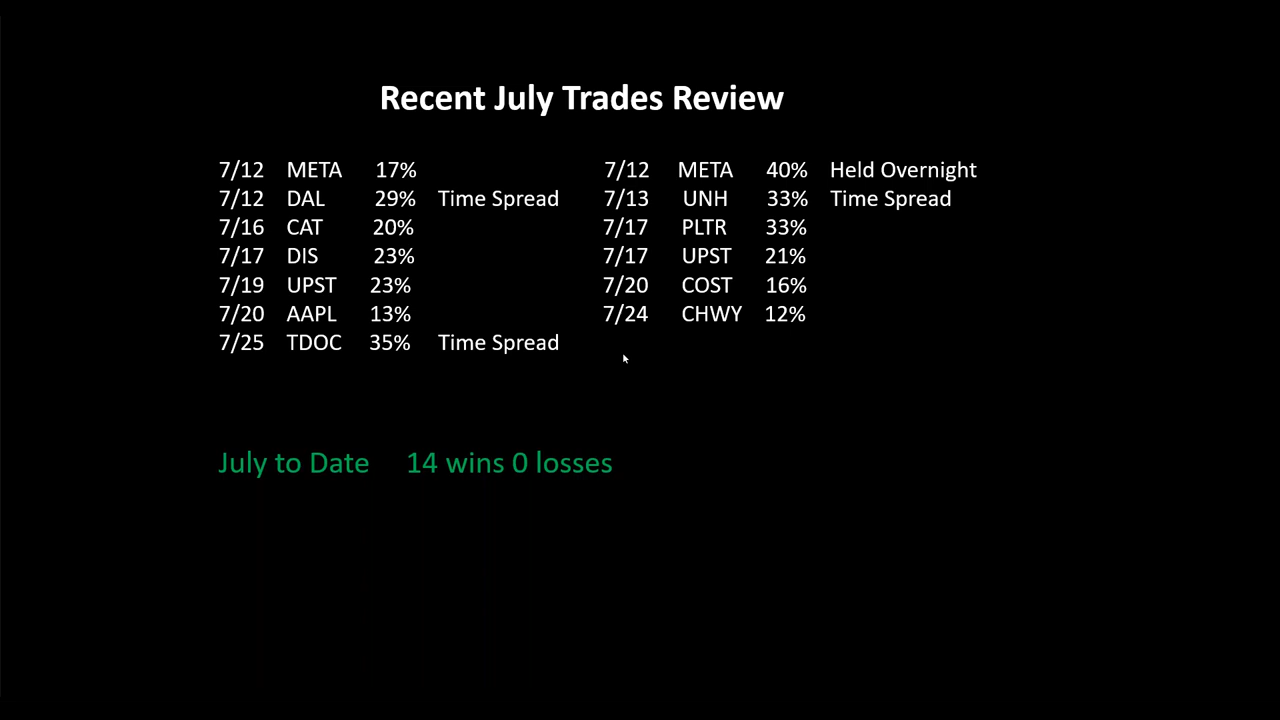 Recent July Trades Review
7/12 META 17% 7/12 META 40% Held Overnight
7/12 DAL 29% Time Spread 7/13 UNH 33% Time Spread
7/16 CAT 20% 7/17 PLTR 33%
7/17 DIS 23% 7/17 UPST 21%
7/19 UPST 23% 7/20 COST 16%
7/20 AAPL 13% 7/24 CHWY 12%
7/25 TDOC 35% Time Spread
July to Date 14 wins 0 losses